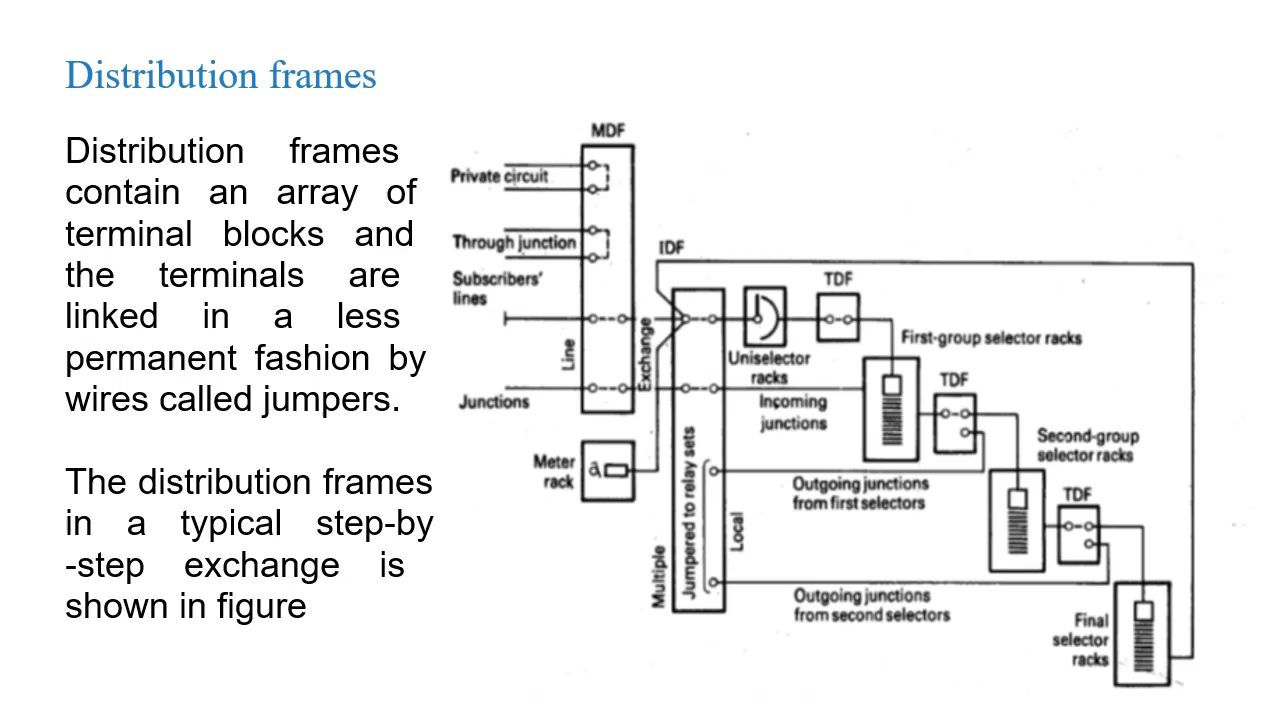 Distribution frames
Distribution frames
contain an array of
terminal blocks and
the terminals are
linked in a less
permanent fashion by
wires called jumpers.
The distribution frames
in a typical step-by
-step exchange is
shown in figure
MDF
Private circuit
Through junction
Subscribers'
lines
Line
Exchange
Junctions
Meter
rack
IDF
Multiple
Jumpered to relay sets
Local
Uniselector
racks
TDF
First-group selector racks
Incoming
junctions
TDF
Second-group
selector racks
Outgoing junctions
from first selectors
TDF
Outgoing junctions
from second selectors
Final
selector
racks